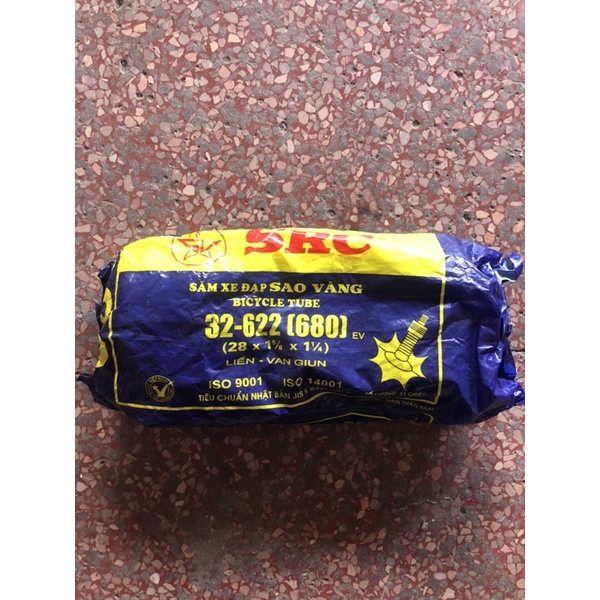 SRC
SĂM XE ĐẠP SAO VÀNG
BICYCLE TUBE
32-622 (680) EV
(28 x 1⅝ x 1¼)
LIỀN - VAN GIUN
ISO 9001 ISO 14001
TIÊU CHUẨN NHẬT BẢN JIS